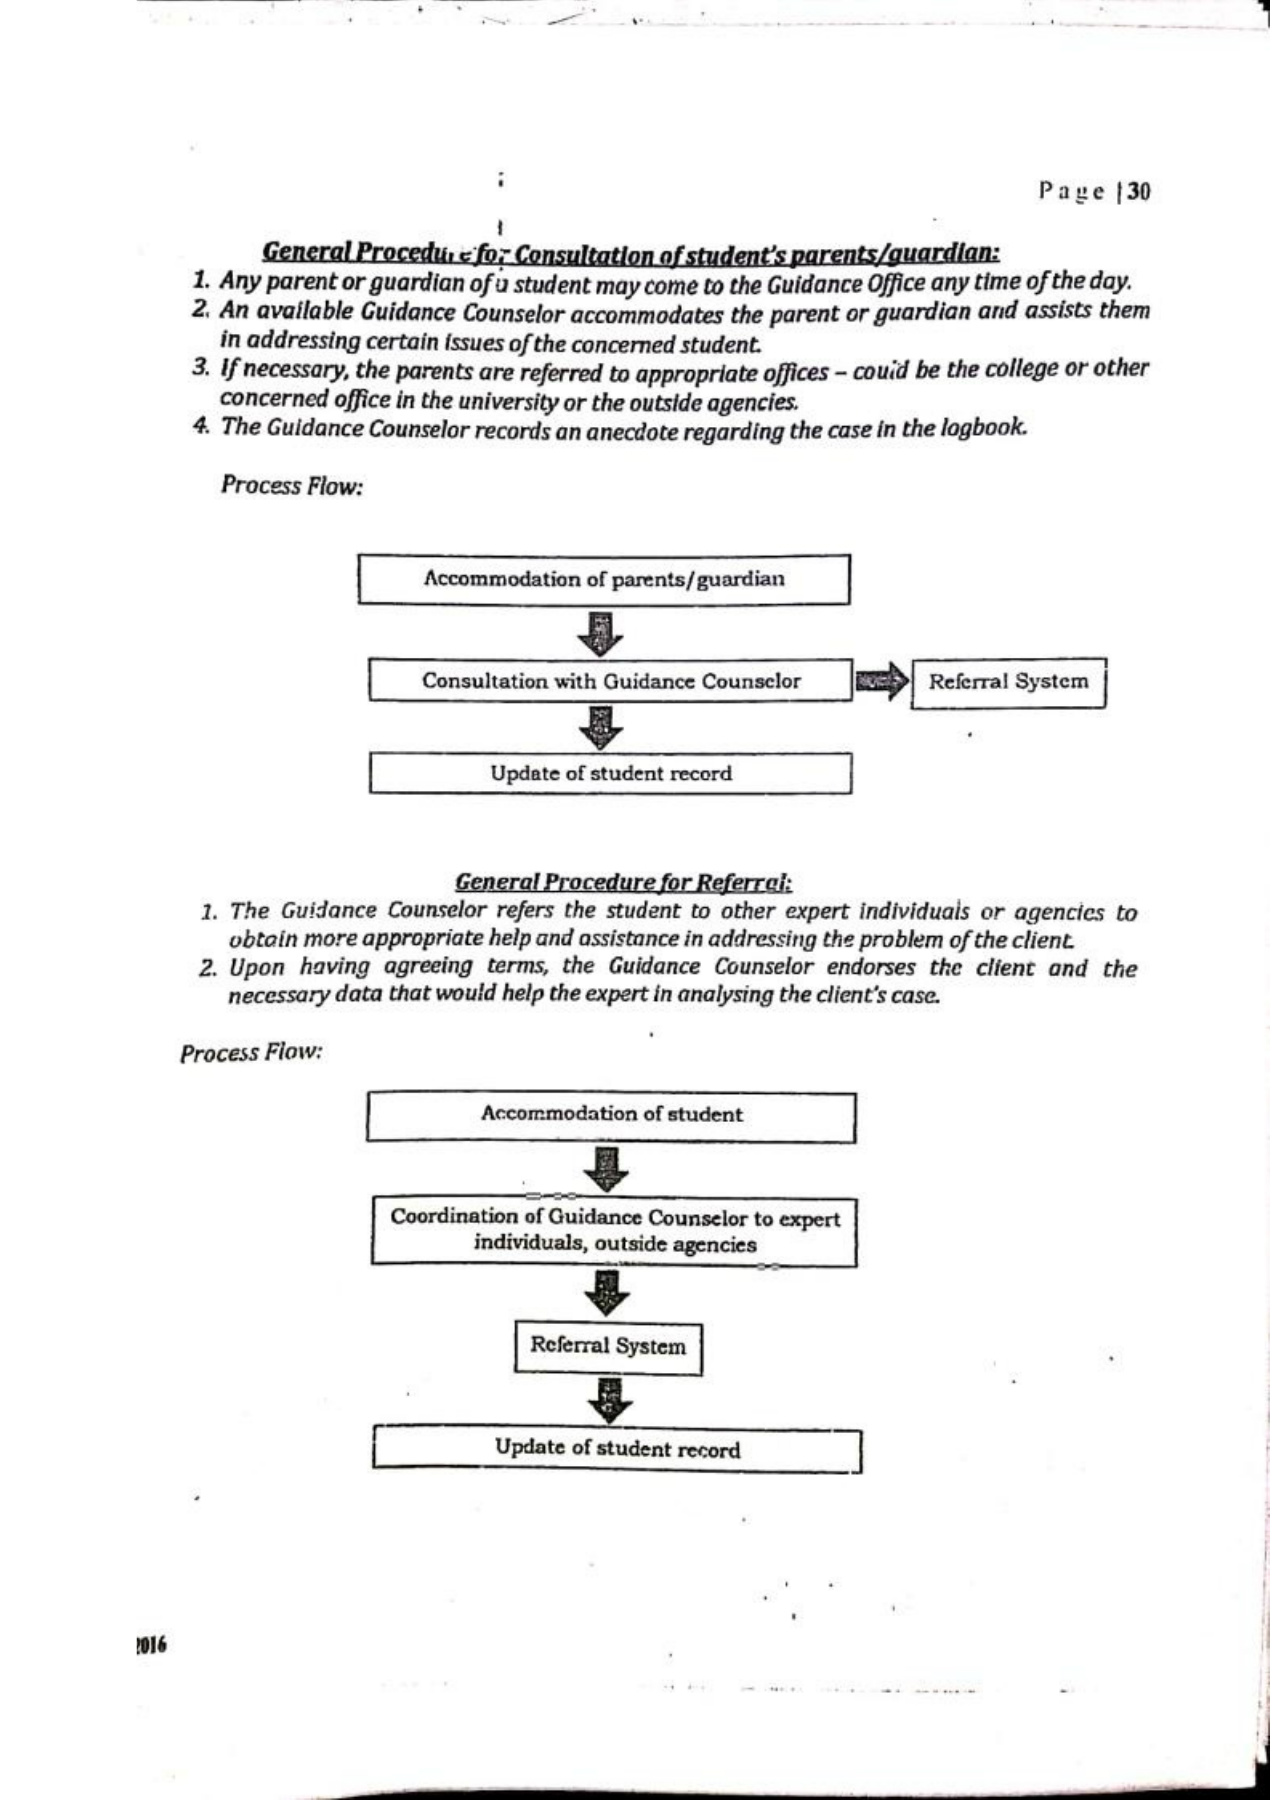 Page | 30
General Procedure for Consultation of student's parents/guardian:
1. Any parent or guardian of a student may come to the Guidance Office any time of the day.
2. An available Guidance Counselor accommodates the parent or guardian and assists them
in addressing certain issues of the concerned student.
3. If necessary, the parents are referred to appropriate offices – could be the college or other
concerned office in the university or the outside agencies.
4. The Guidance Counselor records an anecdote regarding the case in the logbook.
Process Flow:
Accommodation of parents/guardian
Consultation with Guidance Counselor
Referral System
Update of student record
General Procedure for Referral:
1. The Guidance Counselor refers the student to other expert individuals or agencies to
obtain more appropriate help and assistance in addressing the problem of the client.
2. Upon having agreeing terms, the Guidance Counselor endorses the client and the
necessary data that would help the expert in analysing the client's case.
Process Flow:
Accommodation of student
Coordination of Guidance Counselor to expert
individuals, outside agencies
Referral System
Update of student record
2016